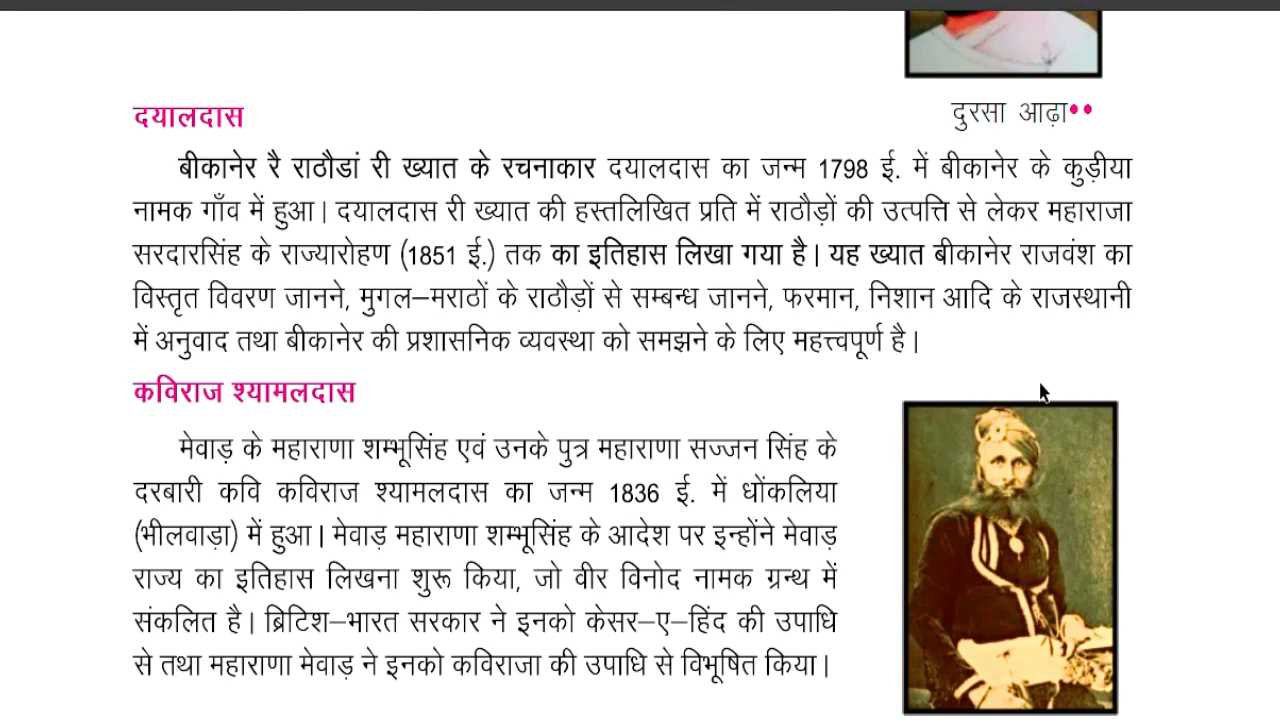 दुरसा आढ़ा••
दयालदास
बीकानेर रै राठौडां री ख्यात के रचनाकार दयालदास का जन्म 1798 ई. में बीकानेर के कुड़ीया
नामक गाँव में हुआ। दयालदास री ख्यात की हस्तलिखित प्रति में राठौड़ों की उत्पत्ति से लेकर महाराजा
सरदारसिंह के राज्यारोहण (1851 ई.) तक का इतिहास लिखा गया है। यह ख्यात बीकानेर राजवंश का
विस्तृत विवरण जानने, मुगल–मराठों के राठौड़ों से सम्बन्ध जानने, फरमान, निशान आदि के राजस्थानी
में अनुवाद तथा बीकानेर की प्रशासनिक व्यवस्था को समझने के लिए महत्त्वपूर्ण है।
कविराज श्यामलदास
मेवाड़ के महाराणा शम्भूसिंह एवं उनके पुत्र महाराणा सज्जन सिंह के
दरबारी कवि कविराज श्यामलदास का जन्म 1836 ई. में धोंकलिया
(भीलवाड़ा) में हुआ। मेवाड़ महाराणा शम्भूसिंह के आदेश पर इन्होंने मेवाड़
राज्य का इतिहास लिखना शुरू किया, जो वीर विनोद नामक ग्रन्थ में
संकलित है। ब्रिटिश–भारत सरकार ने इनको केसर–ए–हिंद की उपाधि
से तथा महाराणा मेवाड़ ने इनको कविराजा की उपाधि से विभूषित किया।